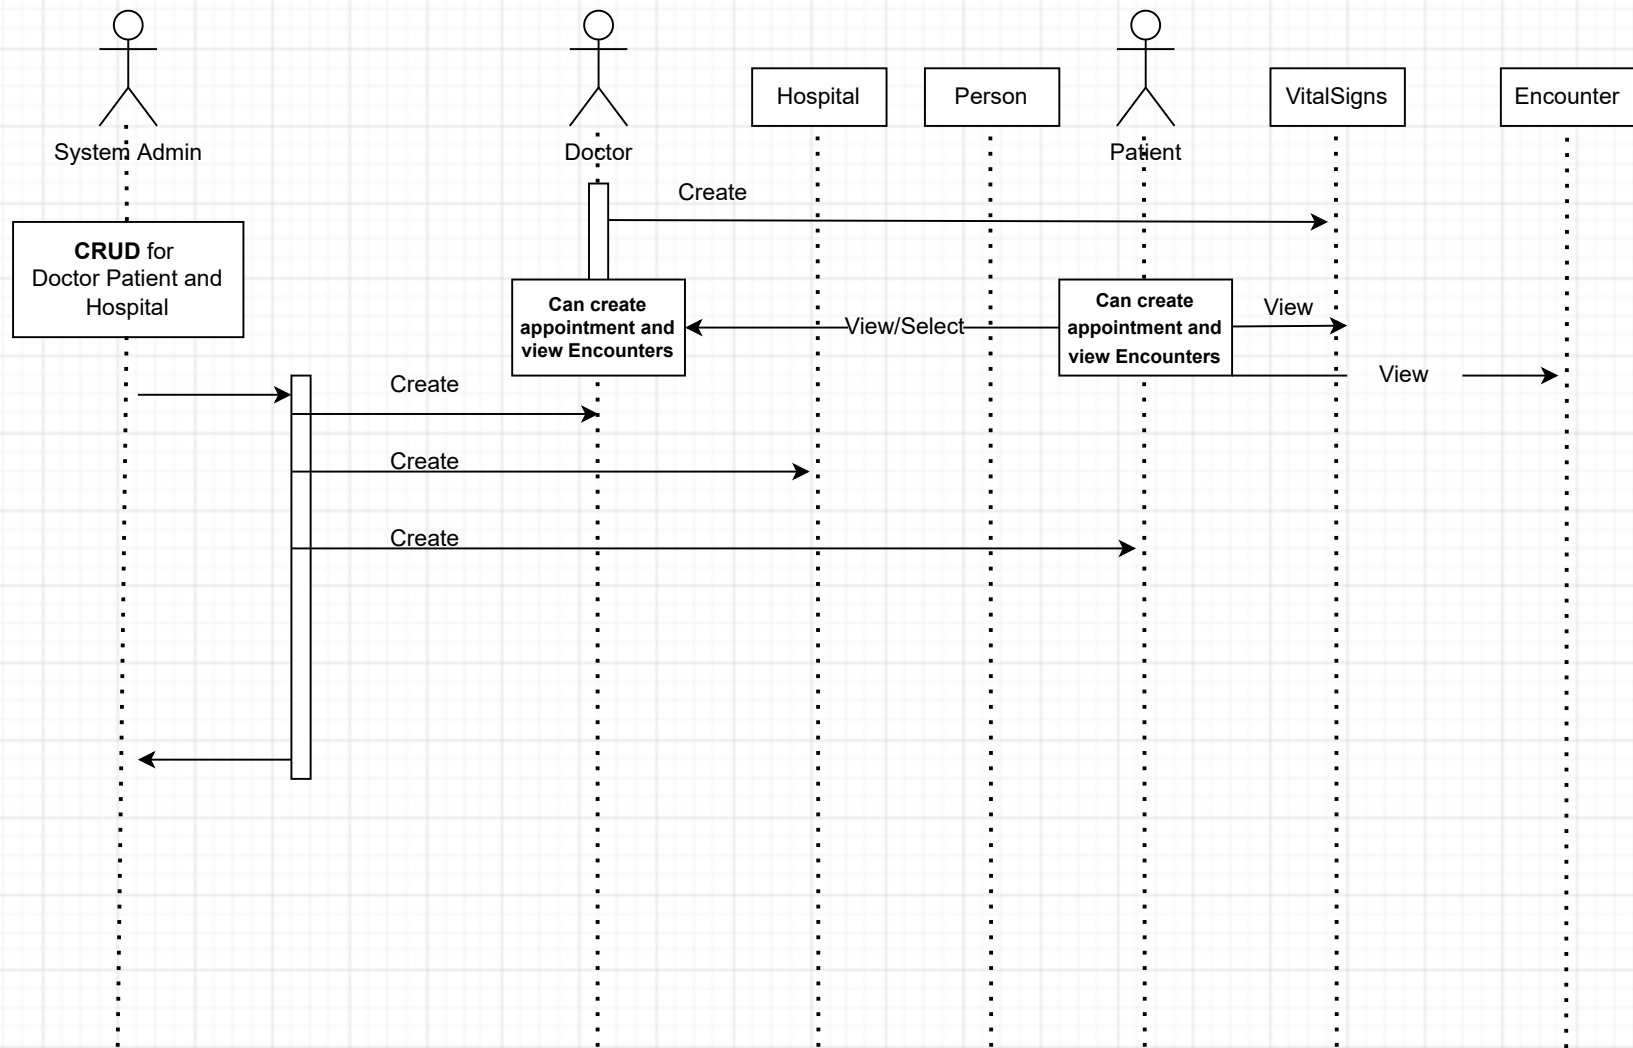 Hospital
Person
VitalSigns
Encounter
System Admin
Doctor
Patient
Create
CRUD for
Doctor Patient and
Hospital
Can create
appointment and
view Encounters
View/Select
Can create
appointment and
view Encounters
View
View
Create
Create
Create